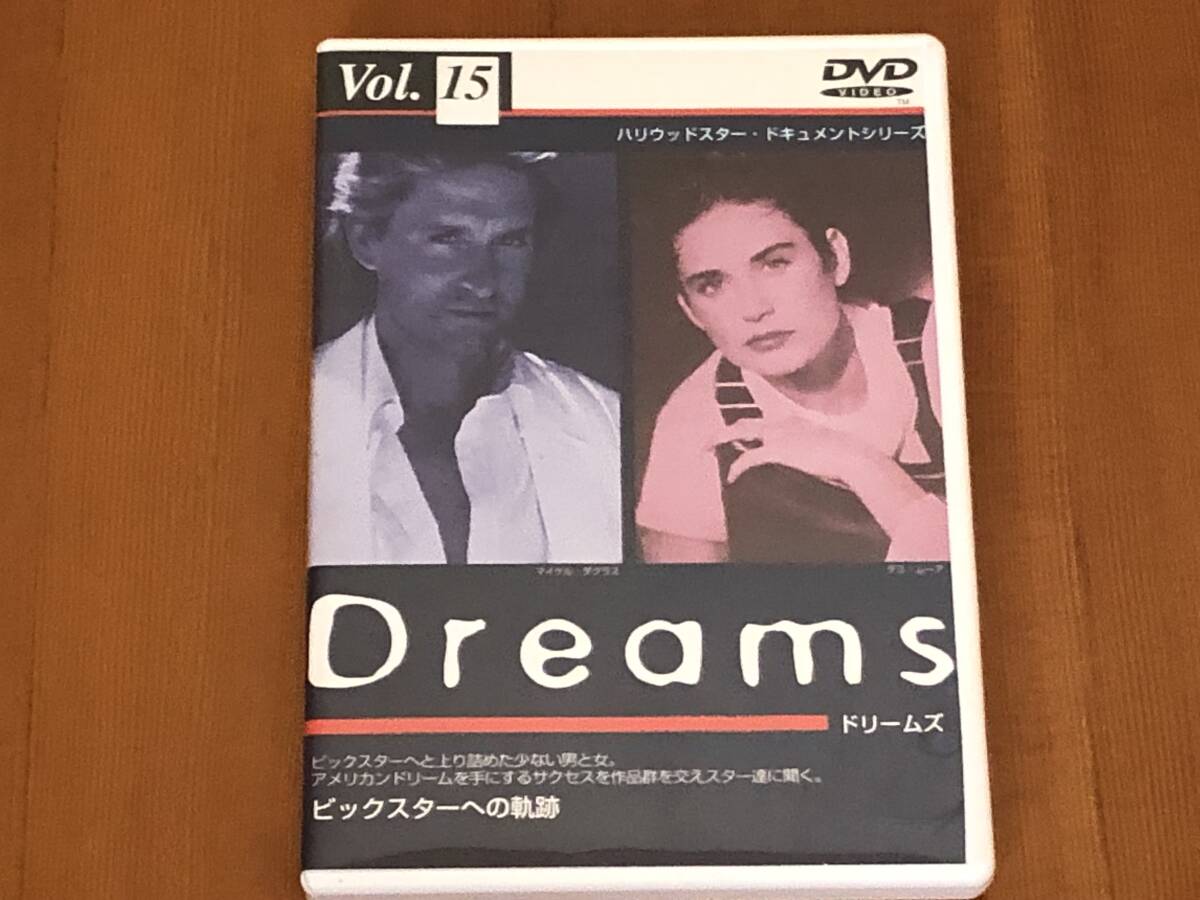 Vol. 15
DVD
VIDEO
TM
ハリウッドスター・ドキュメントシリーズ
マイケル・ダグラス
デミ・ムーア
Dreams
ドリームズ
ビックスターへと上り詰めた少ない男と女。
アメリカンドリームを手にするサクセスを作品群を交えスター達に聞く。
ビックスターへの軌跡